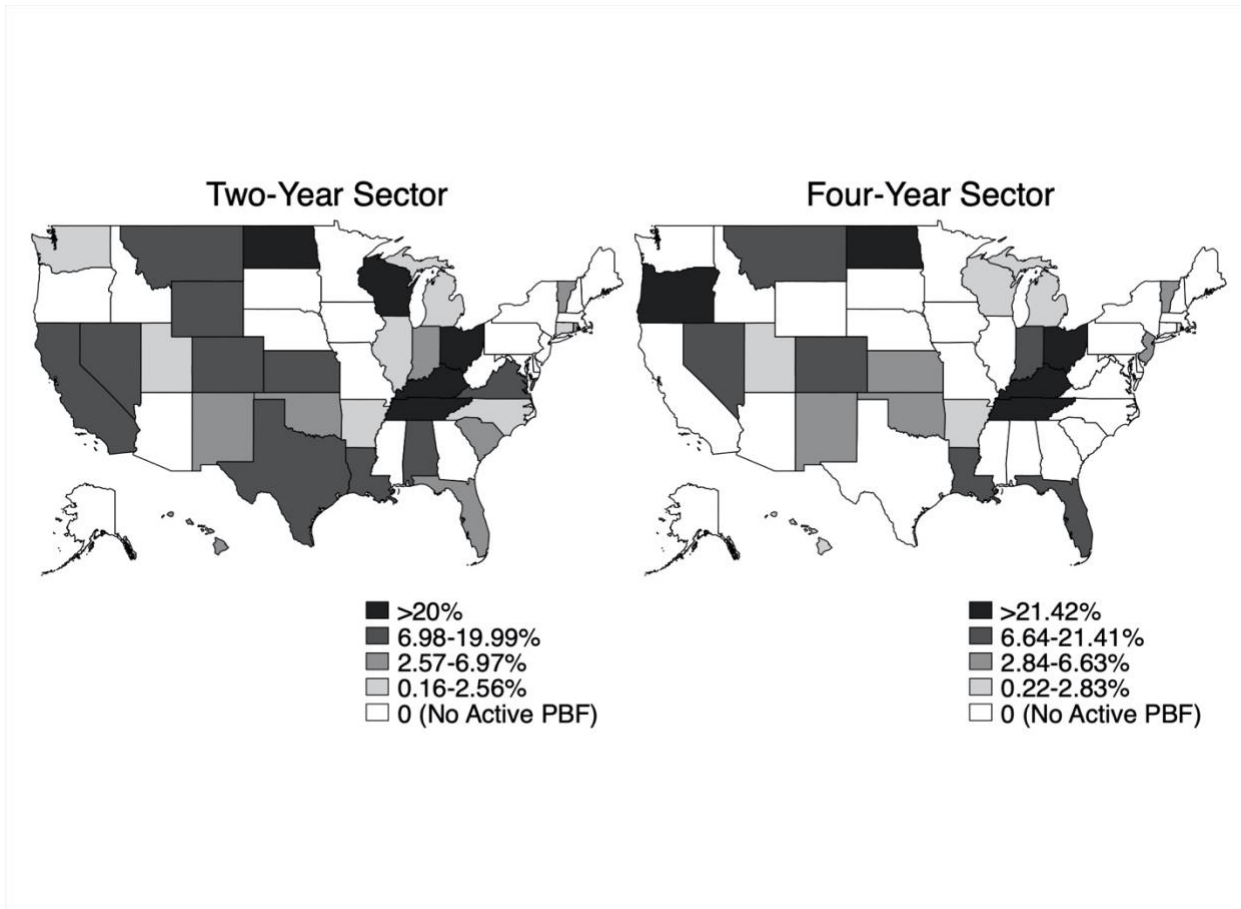 Two-Year Sector
>20%
6.98-19.99%
2.57-6.97%
0.16-2.56%
0 (No Active PBF)
Four-Year Sector
>21.42%
6.64-21.41%
2.84-6.63%
0.22-2.83%
0 (No Active PBF)